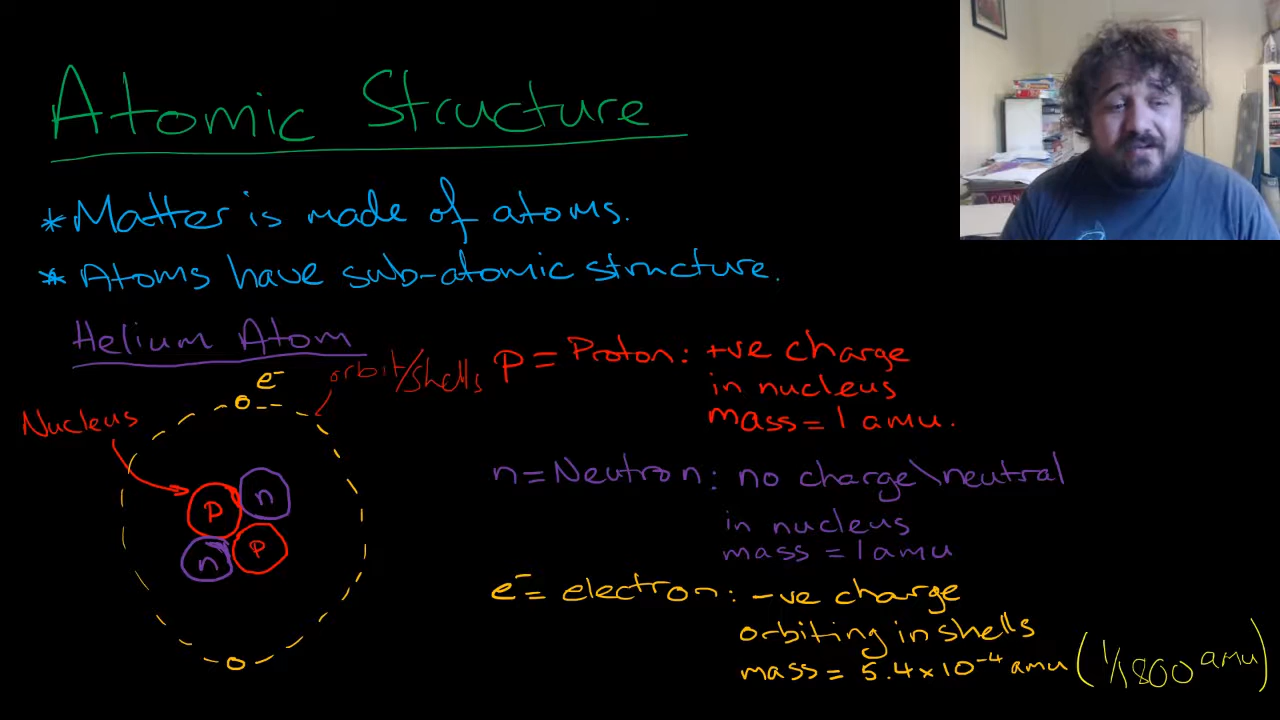 Atomic Structure
* Matter is made of atoms.
* Atoms have sub-atomic structure.
Helium Atom
e⁻
orbit/shells
Nucleus
P
n
n
P
P = Proton: +ve charge
in nucleus
mass = 1 amu.
n = Neutron: no charge\neutral
in nucleus
mass = 1 amu
e⁻ = electron: -ve charge
orbiting in shells
mass = 5.4 x 10⁻⁴ amu (1/1800 amu)
CATAN